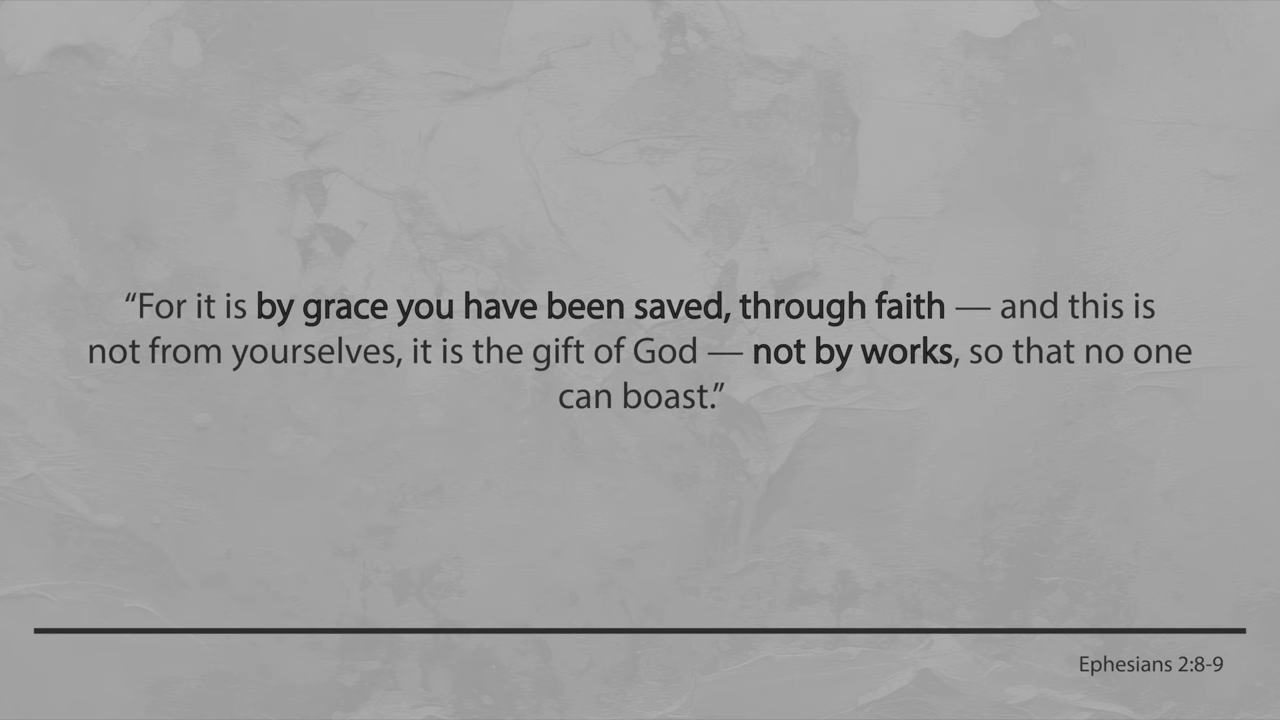 “For it is by grace you have been saved, through faith — and this is
not from yourselves, it is the gift of God — not by works, so that no one
can boast.”
Ephesians 2:8-9